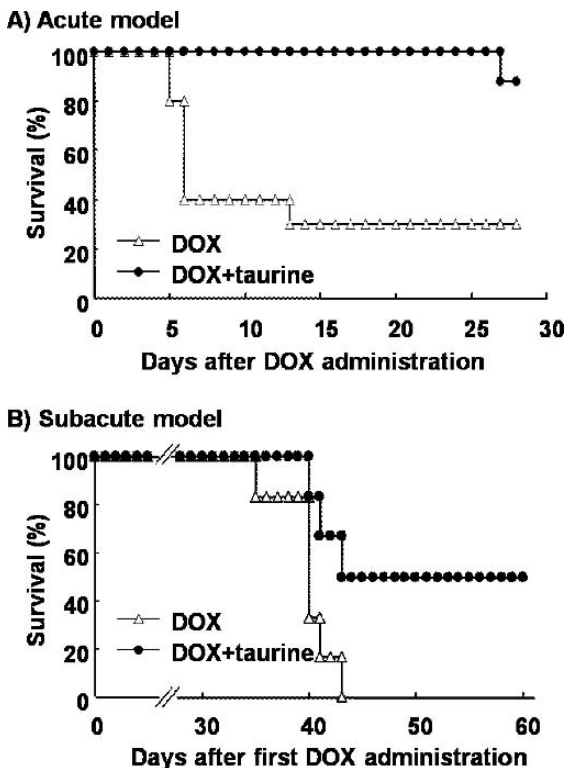 A) Acute model
100
80
60
40
20
0
Survival (%)
DOX
DOX+taurine
0 5 10 15 20 25 30
Days after DOX administration
B) Subacute model
100
80
60
40
20
0
Survival (%)
DOX
DOX+taurine
0 30 40 50 60
Days after first DOX administration